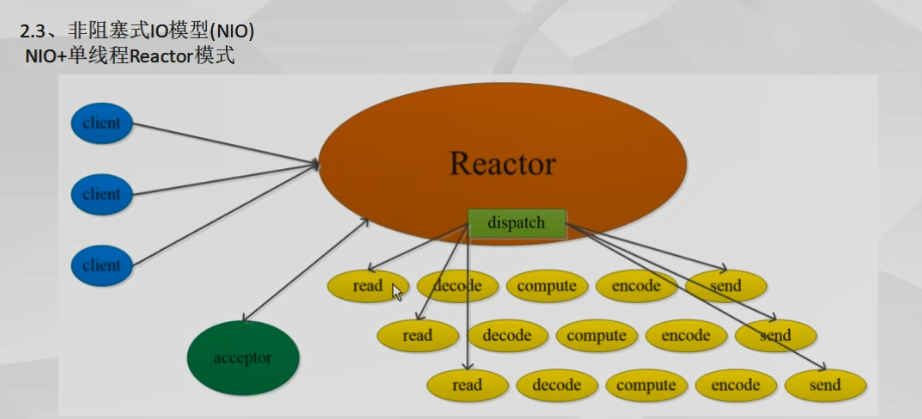 2.3、非阻塞式IO模型(NIO)
NIO+单线程Reactor模式
client
client
client
Reactor
dispatch
acceptor
read decode compute encode send
read decode compute encode send
read decode compute encode send